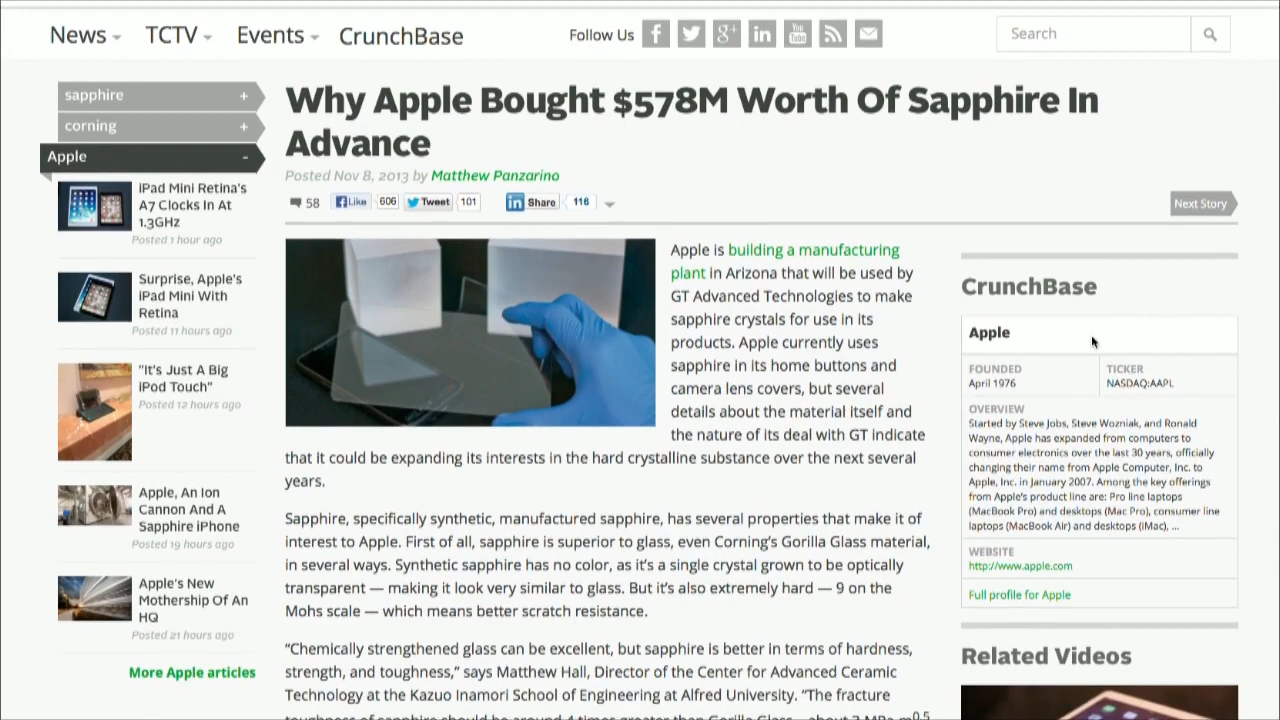 News TCTV Events CrunchBase Follow Us Search
sapphire +
corning +
Apple -
iPad Mini Retina's
A7 Clocks In At
1.3GHz
Posted 1 hour ago
Surprise, Apple's
iPad Mini With
Retina
Posted 11 hours ago
"It's Just A Big
iPod Touch"
Posted 12 hours ago
Apple, An Ion
Cannon And A
Sapphire iPhone
Posted 19 hours ago
Apple's New
Mothership Of An
HQ
Posted 21 hours ago
More Apple articles
Why Apple Bought $578M Worth Of Sapphire In
Advance
Posted Nov 8, 2013 by Matthew Panzarino
58 Like 606 Tweet 101 Share 116
Next Story
Apple is building a manufacturing
plant in Arizona that will be used by
GT Advanced Technologies to make
sapphire crystals for use in its
products. Apple currently uses
sapphire in its home buttons and
camera lens covers, but several
details about the material itself and
the nature of its deal with GT indicate
that it could be expanding its interests in the hard crystalline substance over the next several
years.
Sapphire, specifically synthetic, manufactured sapphire, has several properties that make it of
interest to Apple. First of all, sapphire is superior to glass, even Corning's Gorilla Glass material,
in several ways. Synthetic sapphire has no color, as it's a single crystal grown to be optically
transparent — making it look very similar to glass. But it's also extremely hard — 9 on the
Mohs scale — which means better scratch resistance.
“Chemically strengthened glass can be excellent, but sapphire is better in terms of hardness,
strength, and toughness,” says Matthew Hall, Director of the Center for Advanced Ceramic
Technology at the Kazuo Inamori School of Engineering at Alfred University. “The fracture
toughness of sapphire should be around 4 times greater than Gorilla Glass – about 3 MPa-m0.5
CrunchBase
Apple
FOUNDED
April 1976
TICKER
NASDAQ:AAPL
OVERVIEW
Started by Steve Jobs, Steve Wozniak, and Ronald
Wayne, Apple has expanded from computers to
consumer electronics over the last 30 years, officially
changing their name from Apple Computer, Inc. to
Apple, Inc. in January 2007. Among the key offerings
from Apple's product line are: Pro line laptops
(MacBook Pro) and desktops (Mac Pro), consumer line
laptops (MacBook Air) and desktops (iMac), ...
WEBSITE
http://www.apple.com
Full profile for Apple
Related Videos